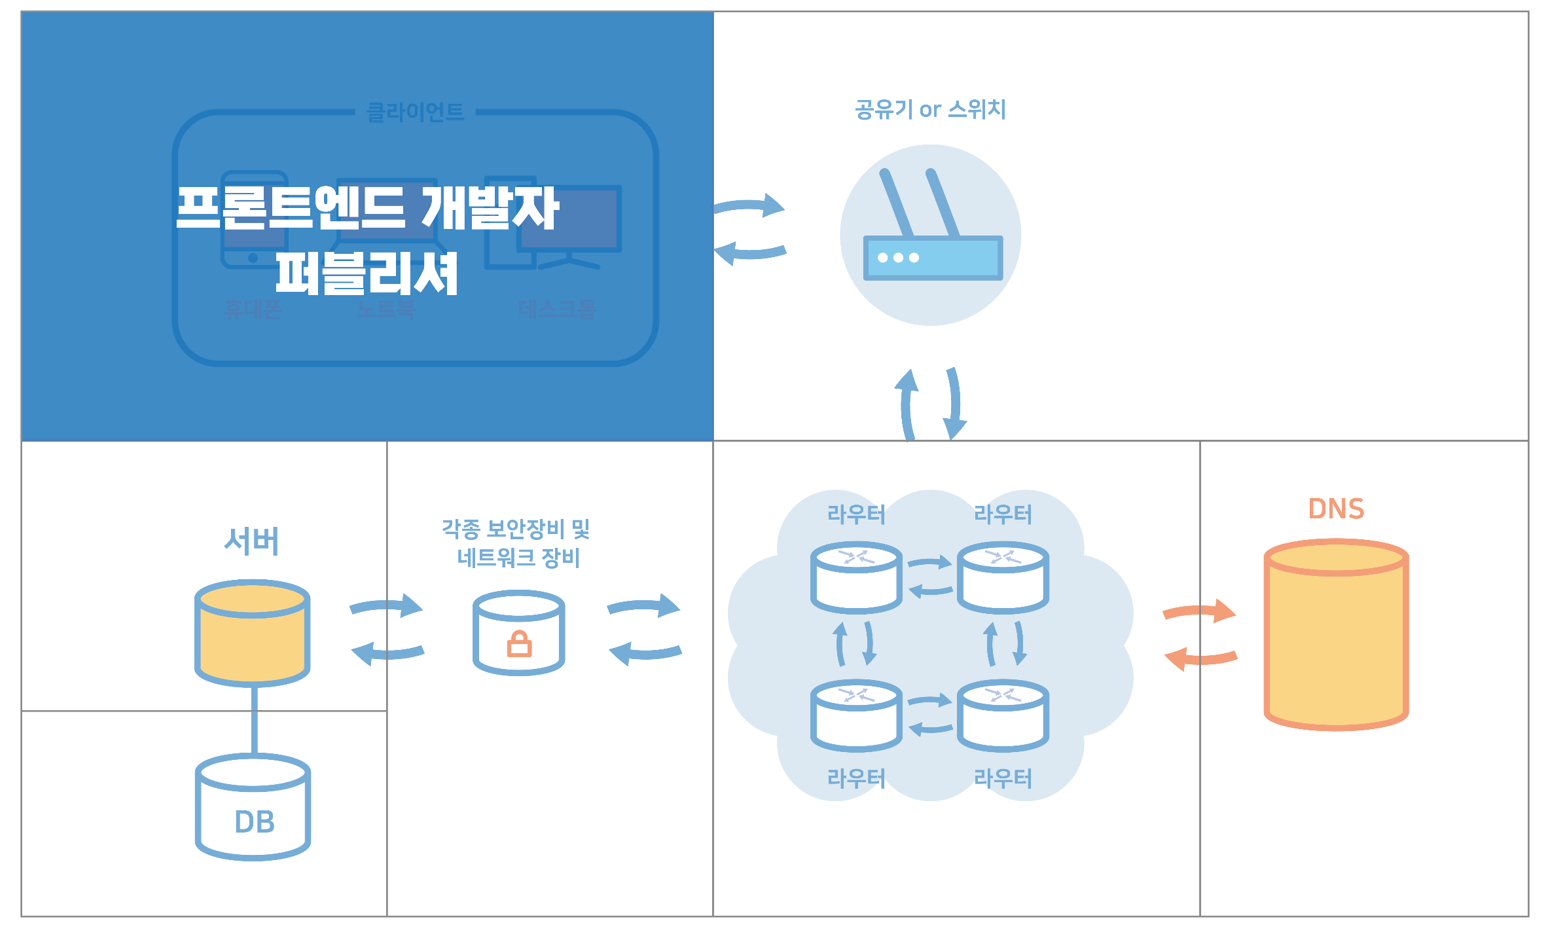 클라이언트
프론트엔드 개발자
퍼블리셔
휴대폰
노트북
데스크톱
공유기 or 스위치
서버
각종 보안장비 및
네트워크 장비
라우터
라우터
라우터
라우터
DNS
DB